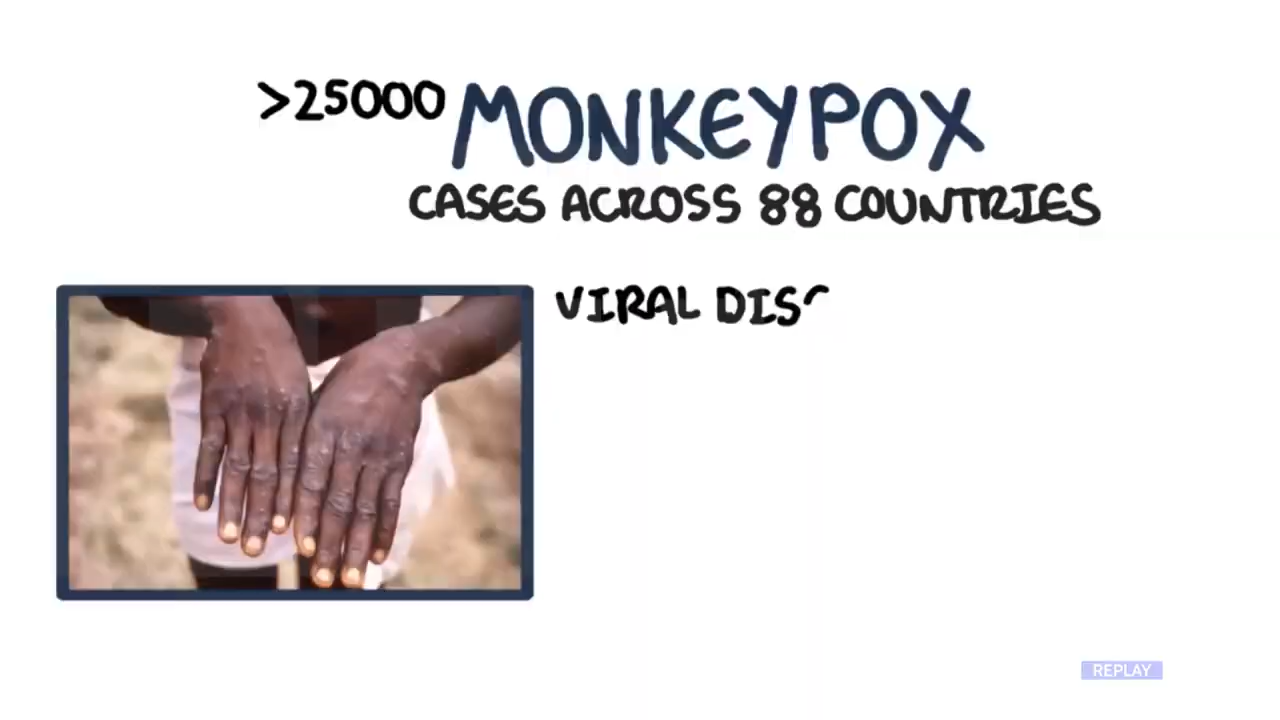 >25000 MONKEYPOX
CASES ACROSS 88 COUNTRIES
VIRAL DIS
REPLAY